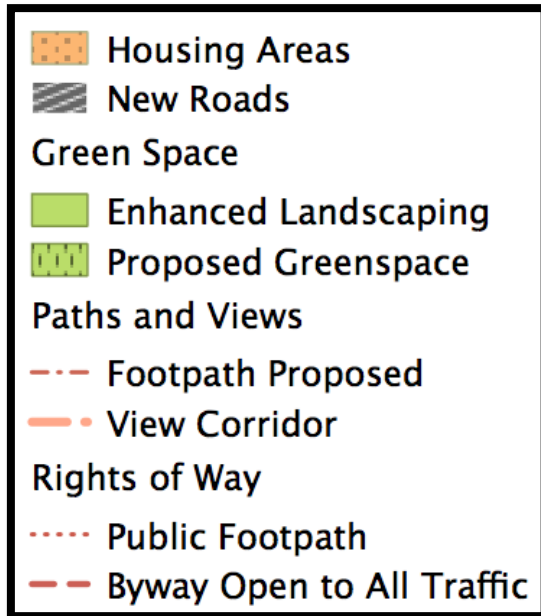 Housing Areas
New Roads
Green Space
Enhanced Landscaping
Proposed Greenspace
Paths and Views
Footpath Proposed
View Corridor
Rights of Way
Public Footpath
Byway Open to All Traffic